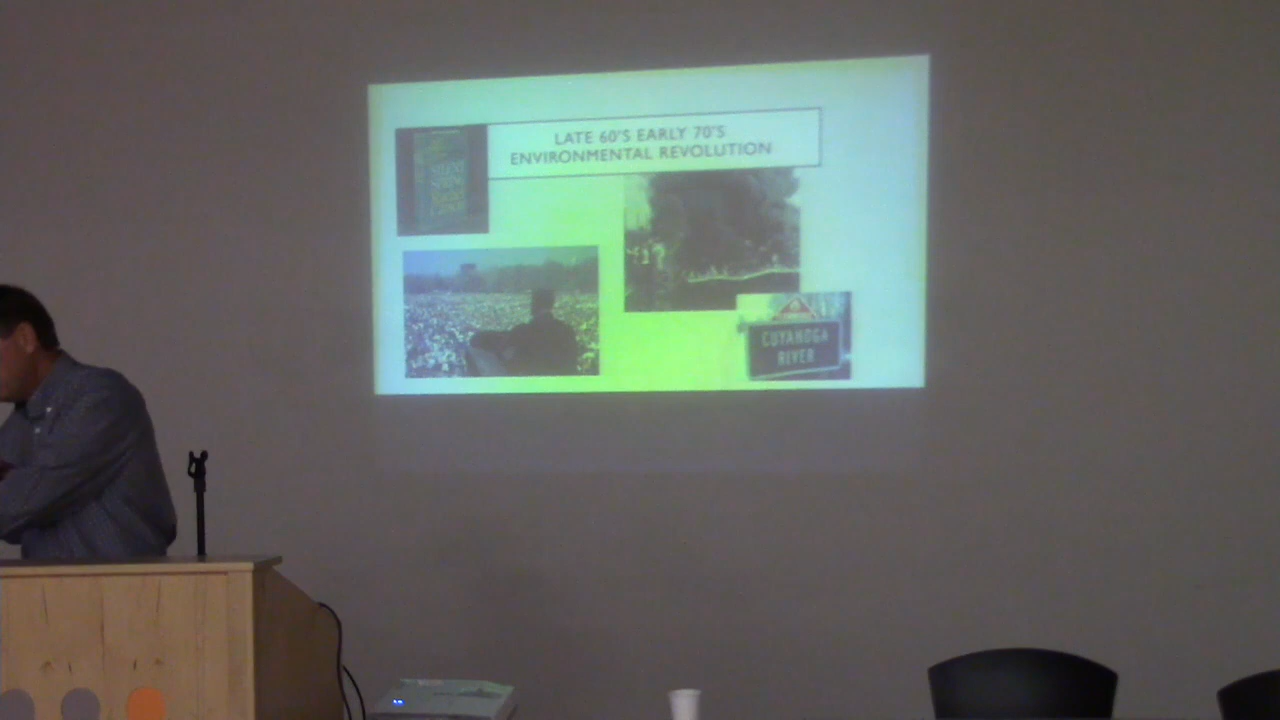 LATE 60'S EARLY 70'S
ENVIRONMENTAL REVOLUTION
CUYAHOGA
RIVER